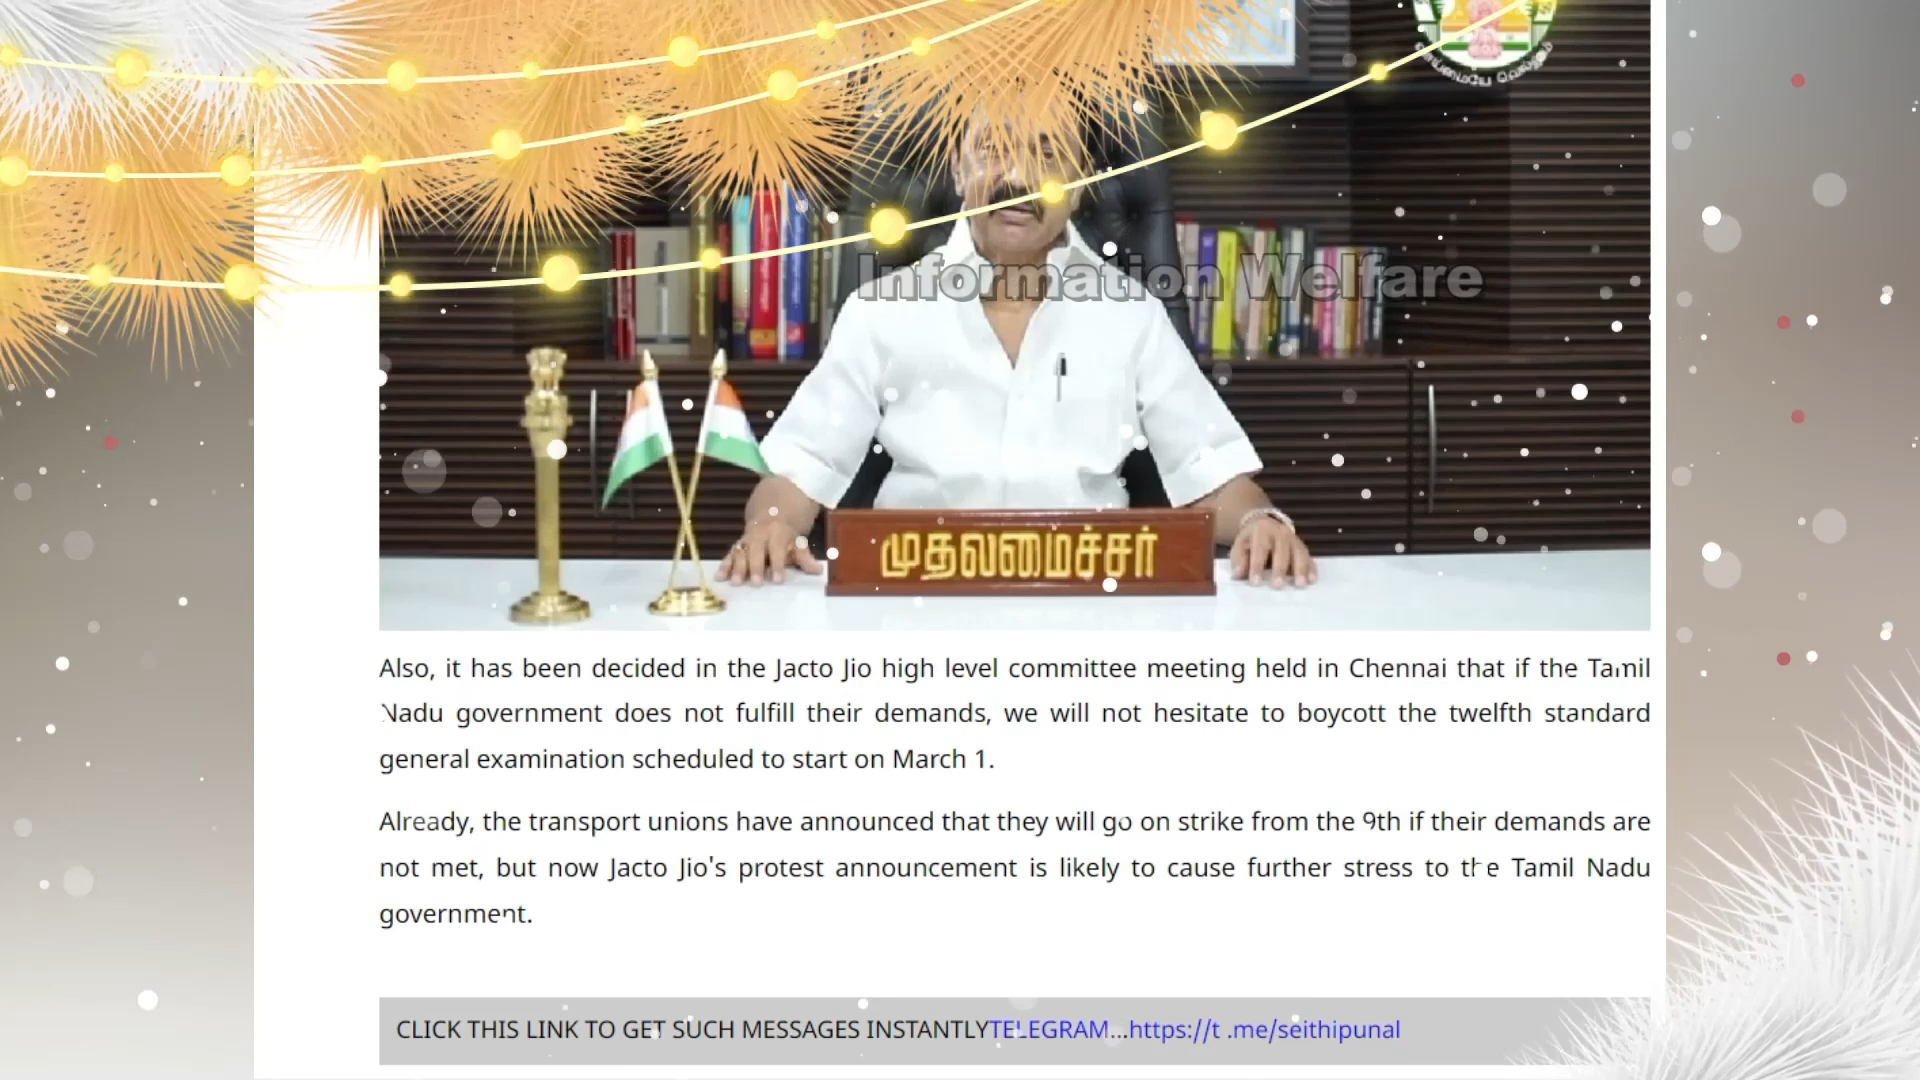 Information Welfare
முதலமைச்சர்
Also, it has been decided in the Jacto Jio high level committee meeting held in Chennai that if the Tamil
Nadu government does not fulfill their demands, we will not hesitate to boycott the twelfth standard
general examination scheduled to start on March 1.
Already, the transport unions have announced that they will go on strike from the 9th if their demands are
not met, but now Jacto Jio's protest announcement is likely to cause further stress to the Tamil Nadu
government.
CLICK THIS LINK TO GET SUCH MESSAGES INSTANTLYTELEGRAM...https://t .me/seithipunal